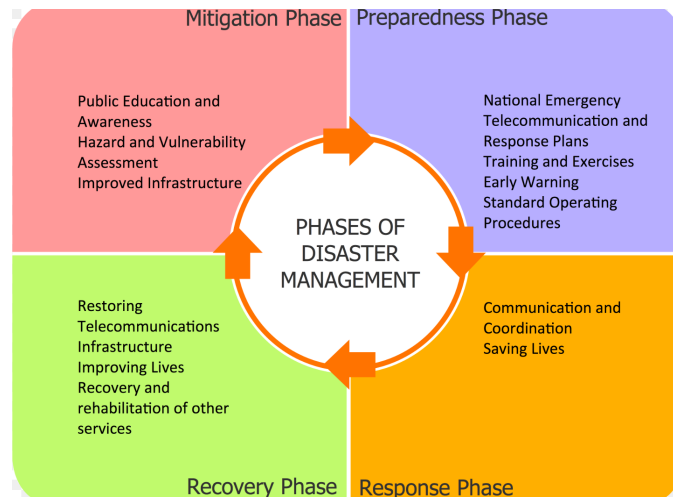 Mitigation Phase
Preparedness Phase
Public Education and
Awareness
Hazard and Vulnerability
Assessment
Improved Infrastructure
National Emergency
Telecommunication and
Response Plans
Training and Exercises
Early Warning
Standard Operating
Procedures
PHASES OF
DISASTER
MANAGEMENT
Restoring
Telecommunications
Infrastructure
Improving Lives
Recovery and
rehabilitation of other
services
Communication and
Coordination
Saving Lives
Recovery Phase
Response Phase